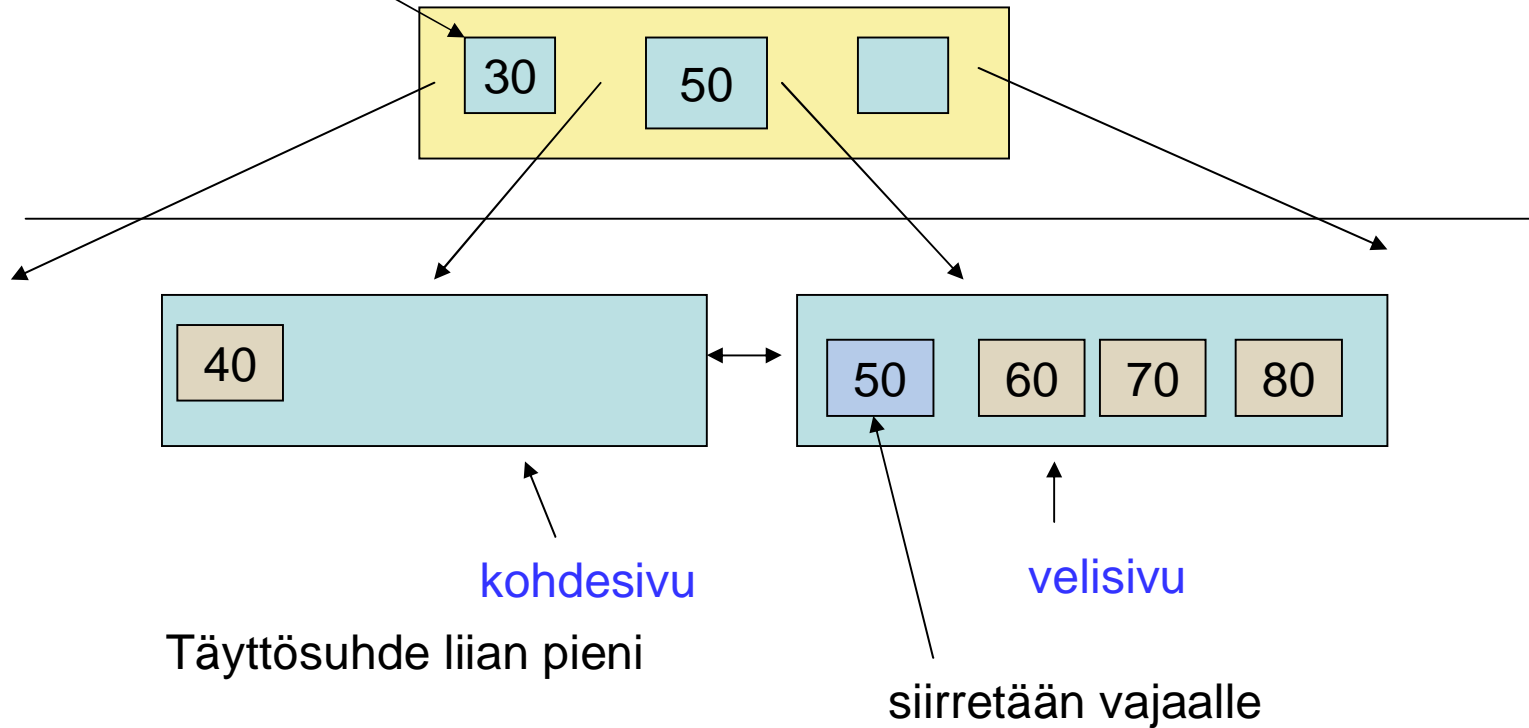 30 50
40
50 60 70 80
kohdesivu
velisivu
Täyttösuhde liian pieni
siirretään vajaalle